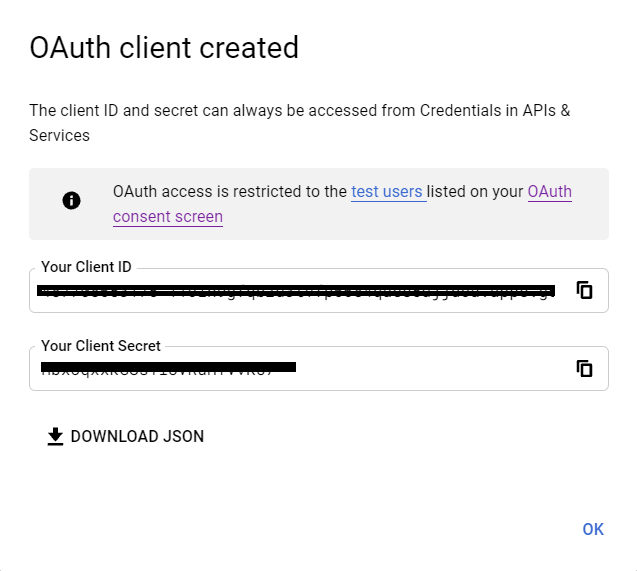 OAuth client created
The client ID and secret can always be accessed from Credentials in APIs &
Services
OAuth access is restricted to the test users listed on your OAuth
consent screen
Your Client ID
Your Client Secret
DOWNLOAD JSON
OK